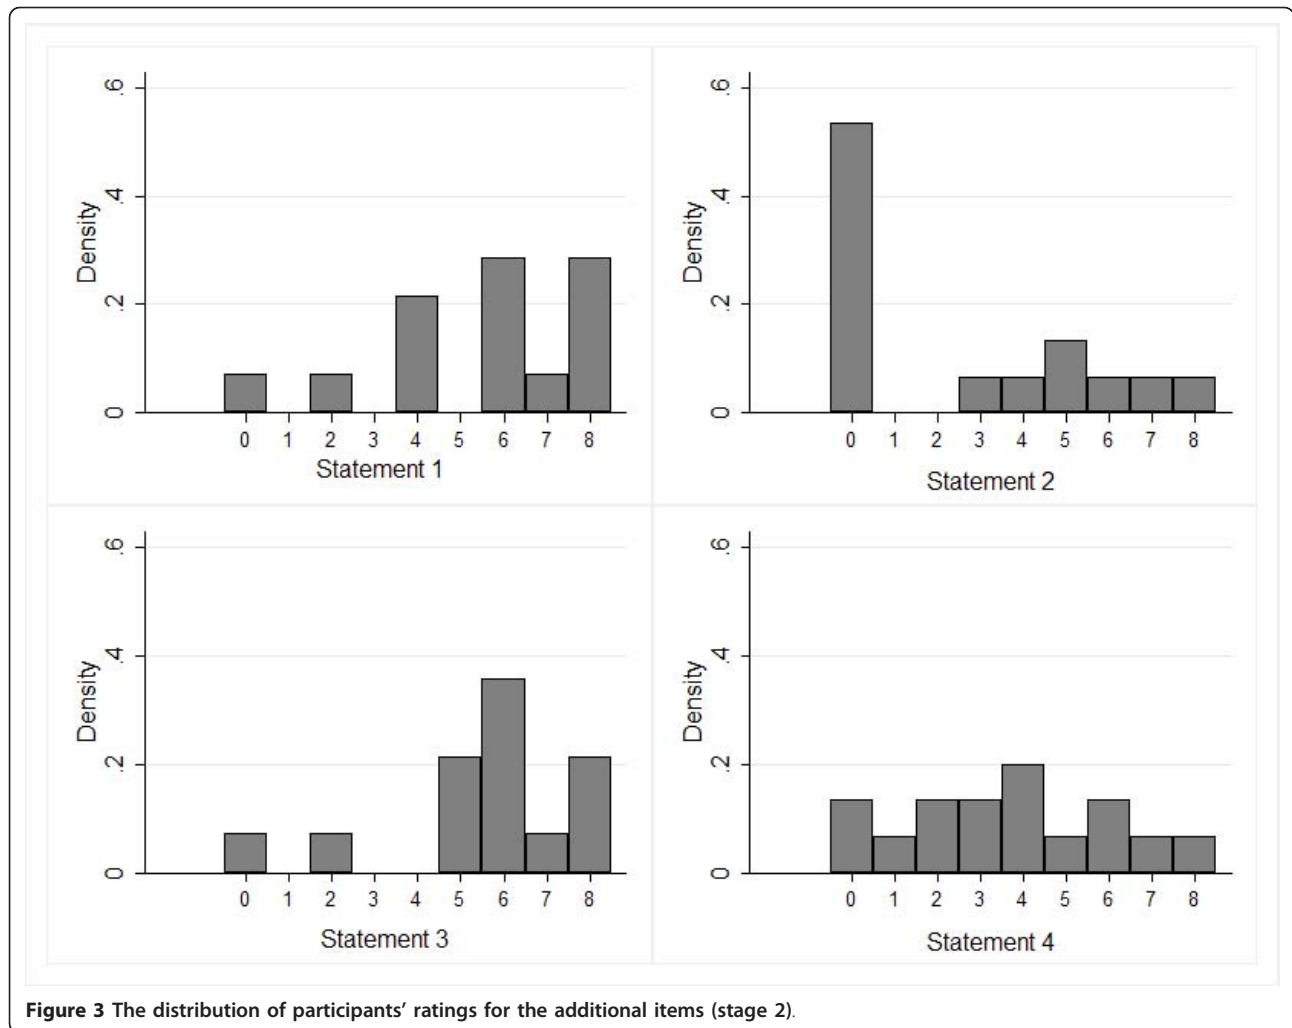 .6
.4
.2
0
Density
0 1 2 3 4 5 6 7 8
Statement 1
.6
.4
.2
0
Density
0 1 2 3 4 5 6 7 8
Statement 2
.6
.4
.2
0
Density
0 1 2 3 4 5 6 7 8
Statement 3
.6
.4
.2
0
Density
0 1 2 3 4 5 6 7 8
Statement 4
Figure 3 The distribution of participants’ ratings for the additional items (stage 2).